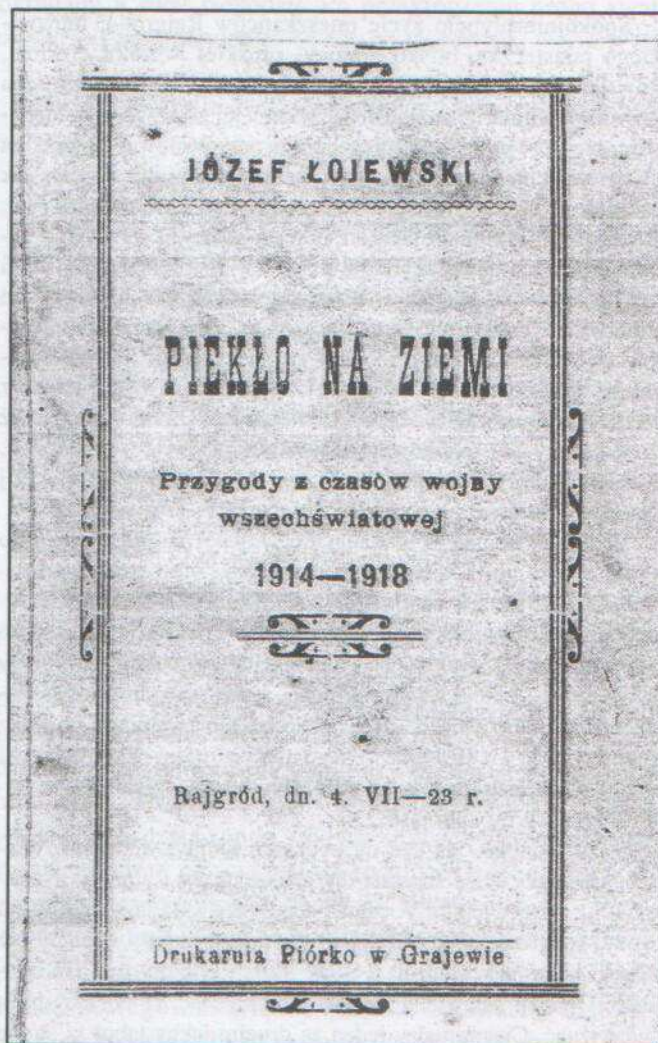 JÓZEF ŁOJEWSKI
PIEKŁO NA ZIEMI
Przygody z czasów wojny
wszechświatowej
1914—1918
Rajgród, dn. 4. VII—23 r.
Drukarnia Piórko w Grajewie